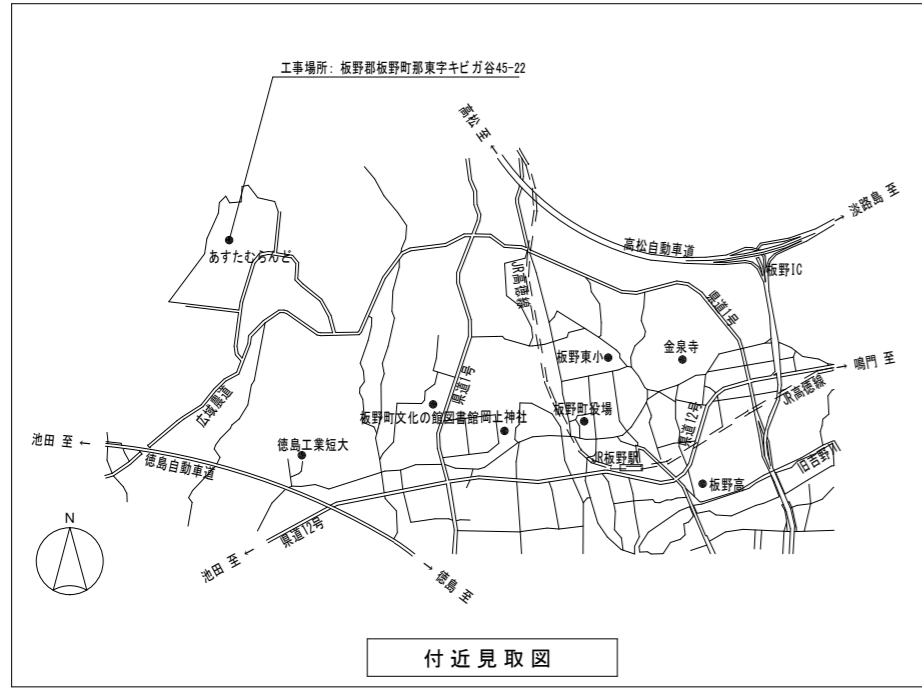 工事場所: 板野郡板野町那東字キビガ谷45-22
高松 至 ←
→ 淡路島 至
あすたむらんど
高松自動車道
板野IC
JR高徳線
県道1号
県道1号
板野東小
金泉寺
→ 鳴門 至
JR高徳線
広域農道
板野町文化の館図書館
岡上神社
板野町役場
県道12号
池田 至 ←
徳島自動車道
徳島工業短大
JR板野駅
旧吉野川
板野高
N
池田 至 ←
県道12号
→ 徳島 至
付近見取図